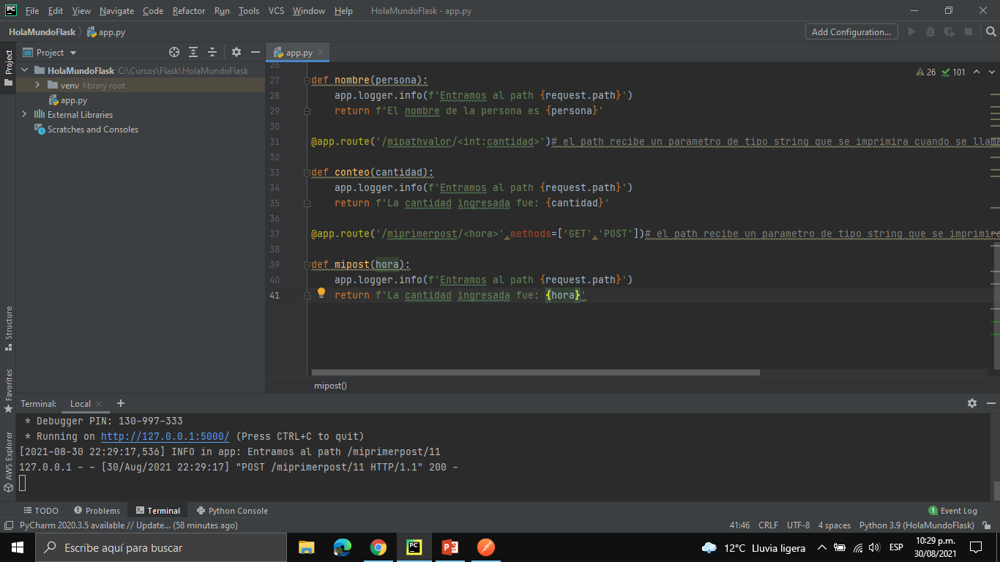 PC File Edit View Navigate Code Refactor Run Tools VCS Window Help HolaMundoFlask - app.py
HolaMundoFlask app.py Add Configuration...
Project app.py
HolaMundoFlask C:\Cursos\Flask\HolaMundoFlask
venv library root
app.py
External Libraries
Scratches and Consoles
Project
Structure
Favorites
AWS Explorer
26 101
26
27 def nombre(persona):
28 app.logger.info(f'Entramos al path {request.path}')
29 return f'El nombre de la persona es {persona}'
30
31 @app.route('/mipathvalor/<int:cantidad>')# el path recibe un parametro de tipo string que se imprimira cuando se llame
32
33 def conteo(cantidad):
34 app.logger.info(f'Entramos al path {request.path}')
35 return f'La cantidad ingresada fue: {cantidad}'
36
37 @app.route('/miprimerpost/<hora>',methods=['GET','POST'])# el path recibe un parametro de tipo string que se imprimira
38
39 def mipost(hora):
40 app.logger.info(f'Entramos al path {request.path}')
41 return f'La cantidad ingresada fue: {hora}'
mipost()
Terminal: Local
* Debugger PIN: 130-997-333
* Running on http://127.0.0.1:5000/ (Press CTRL+C to quit)
[2021-08-30 22:29:17,536] INFO in app: Entramos al path /miprimerpost/11
127.0.0.1 - - [30/Aug/2021 22:29:17] "POST /miprimerpost/11 HTTP/1.1" 200 -
TODO Problems Terminal Python Console 1 Event Log
PyCharm 2020.3.5 available // Update... (58 minutes ago) 41:46 CRLF UTF-8 4 spaces Python 3.9 (HolaMundoFlask)
Escribe aquí para buscar PC 12°C Lluvia ligera ESP 10:29 p.m.
30/08/2021